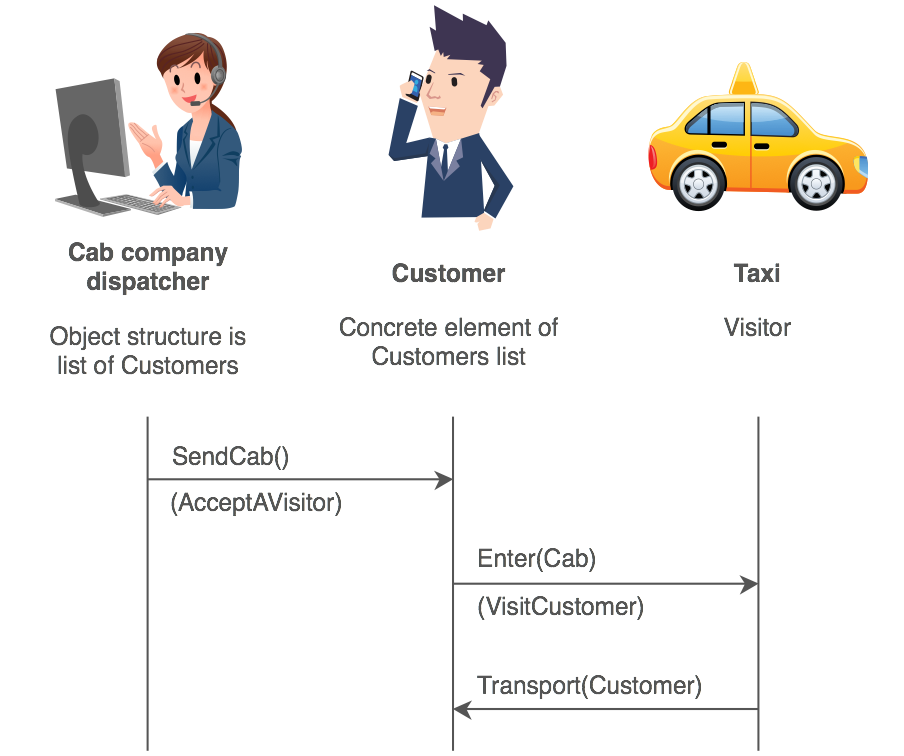 Cab company
dispatcher
Object structure is
list of Customers
Customer
Concrete element of
Customers list
Taxi
Visitor
SendCab()
(AcceptAVisitor)
Enter(Cab)
(VisitCustomer)
Transport(Customer)